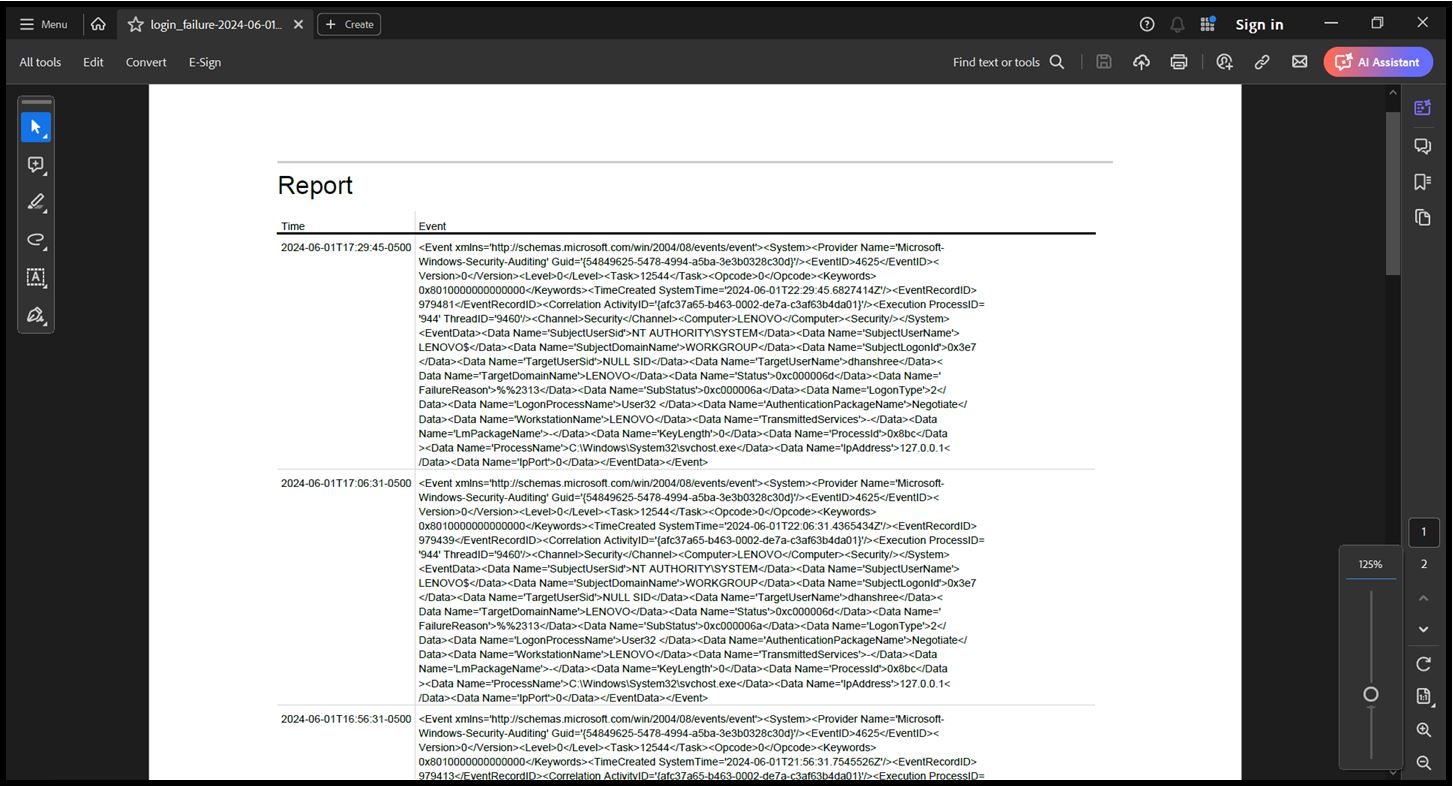 Menu
login_failure-2024-06-01...
Create
Sign in
All tools
Edit
Convert
E-Sign
Find text or tools
AI Assistant
Report
Time
Event
2024-06-01T17:29:45-0500
<Event xmlns='http://schemas.microsoft.com/win/2004/08/events/event'><System><Provider Name='Microsoft-
Windows-Security-Auditing' Guid='{54849625-5478-4994-a5ba-3e3b0328c30d}'/><EventID>4625</EventID><
Version>0</Version><Level>0</Level><Task>12544</Task><Opcode>0</Opcode><Keywords>
0x8010000000000000</Keywords><TimeCreated SystemTime='2024-06-01T22:29:45.6827414Z'/><EventRecordID>
979481</EventRecordID><Correlation ActivityID='{afc37a65-b463-0002-de7a-c3af63b4da01}'/><Execution ProcessID=
'944' ThreadID='9460'/><Channel>Security</Channel><Computer>LENOVO</Computer><Security/></System>
<EventData><Data Name='SubjectUserSid'>NT AUTHORITY\SYSTEM</Data><Data Name='SubjectUserName'>
LENOVO$</Data><Data Name='SubjectDomainName'>WORKGROUP</Data><Data Name='SubjectLogonId'>0x3e7
</Data><Data Name='TargetUserSid'>NULL SID</Data><Data Name='TargetUserName'>dhanshree</Data><
Data Name='TargetDomainName'>LENOVO</Data><Data Name='Status'>0xc000006d</Data><Data Name='
FailureReason'>%%2313</Data><Data Name='SubStatus'>0xc000006a</Data><Data Name='LogonType'>2</
Data><Data Name='LogonProcessName'>User32 </Data><Data Name='AuthenticationPackageName'>Negotiate</
Data><Data Name='WorkstationName'>LENOVO</Data><Data Name='TransmittedServices'>-</Data><Data
Name='LmPackageName'>-</Data><Data Name='KeyLength'>0</Data><Data Name='ProcessId'>0x8bc</Data
><Data Name='ProcessName'>C:\Windows\System32\svchost.exe</Data><Data Name='IpAddress'>127.0.0.1<
/Data><Data Name='IpPort'>0</Data></EventData></Event>
2024-06-01T17:06:31-0500
<Event xmlns='http://schemas.microsoft.com/win/2004/08/events/event'><System><Provider Name='Microsoft-
Windows-Security-Auditing' Guid='{54849625-5478-4994-a5ba-3e3b0328c30d}'/><EventID>4625</EventID><
Version>0</Version><Level>0</Level><Task>12544</Task><Opcode>0</Opcode><Keywords>
0x8010000000000000</Keywords><TimeCreated SystemTime='2024-06-01T22:06:31.4365434Z'/><EventRecordID>
979439</EventRecordID><Correlation ActivityID='{afc37a65-b463-0002-de7a-c3af63b4da01}'/><Execution ProcessID=
'944' ThreadID='9460'/><Channel>Security</Channel><Computer>LENOVO</Computer><Security/></System>
<EventData><Data Name='SubjectUserSid'>NT AUTHORITY\SYSTEM</Data><Data Name='SubjectUserName'>
LENOVO$</Data><Data Name='SubjectDomainName'>WORKGROUP</Data><Data Name='SubjectLogonId'>0x3e7
</Data><Data Name='TargetUserSid'>NULL SID</Data><Data Name='TargetUserName'>dhanshree</Data><
Data Name='TargetDomainName'>LENOVO</Data><Data Name='Status'>0xc000006d</Data><Data Name='
FailureReason'>%%2313</Data><Data Name='SubStatus'>0xc000006a</Data><Data Name='LogonType'>2</
Data><Data Name='LogonProcessName'>User32 </Data><Data Name='AuthenticationPackageName'>Negotiate</
Data><Data Name='WorkstationName'>LENOVO</Data><Data Name='TransmittedServices'>-</Data><Data
Name='LmPackageName'>-</Data><Data Name='KeyLength'>0</Data><Data Name='ProcessId'>0x8bc</Data
><Data Name='ProcessName'>C:\Windows\System32\svchost.exe</Data><Data Name='IpAddress'>127.0.0.1<
/Data><Data Name='IpPort'>0</Data></EventData></Event>
2024-06-01T16:56:31-0500
<Event xmlns='http://schemas.microsoft.com/win/2004/08/events/event'><System><Provider Name='Microsoft-
Windows-Security-Auditing' Guid='{54849625-5478-4994-a5ba-3e3b0328c30d}'/><EventID>4625</EventID><
Version>0</Version><Level>0</Level><Task>12544</Task><Opcode>0</Opcode><Keywords>
0x8010000000000000</Keywords><TimeCreated SystemTime='2024-06-01T21:56:31.7545526Z'/><EventRecordID>
979413</EventRecordID><Correlation ActivityID='{afc37a65-b463-0002-de7a-c3af63b4da01}'/><Execution ProcessID=
1
2
125%